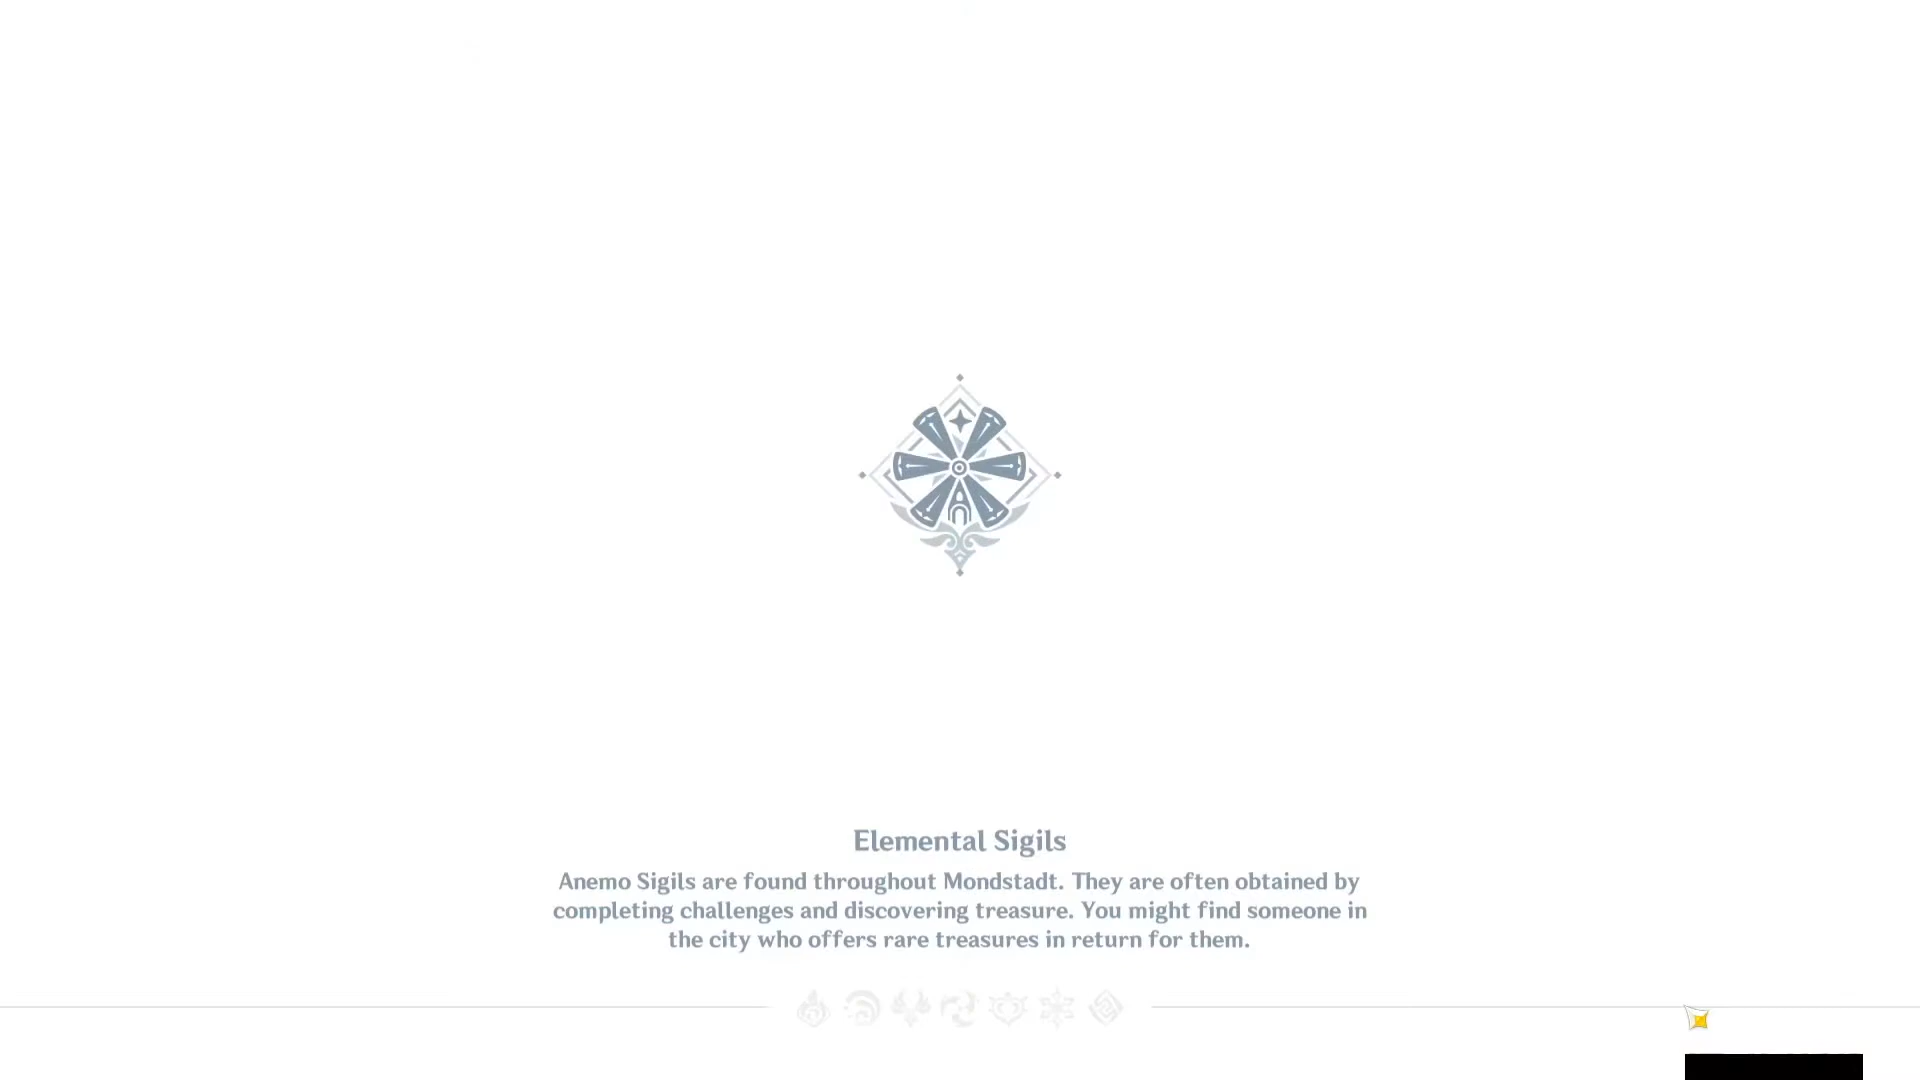 Elemental Sigils
Anemo Sigils are found throughout Mondstadt. They are often obtained by
completing challenges and discovering treasure. You might find someone in
the city who offers rare treasures in return for them.